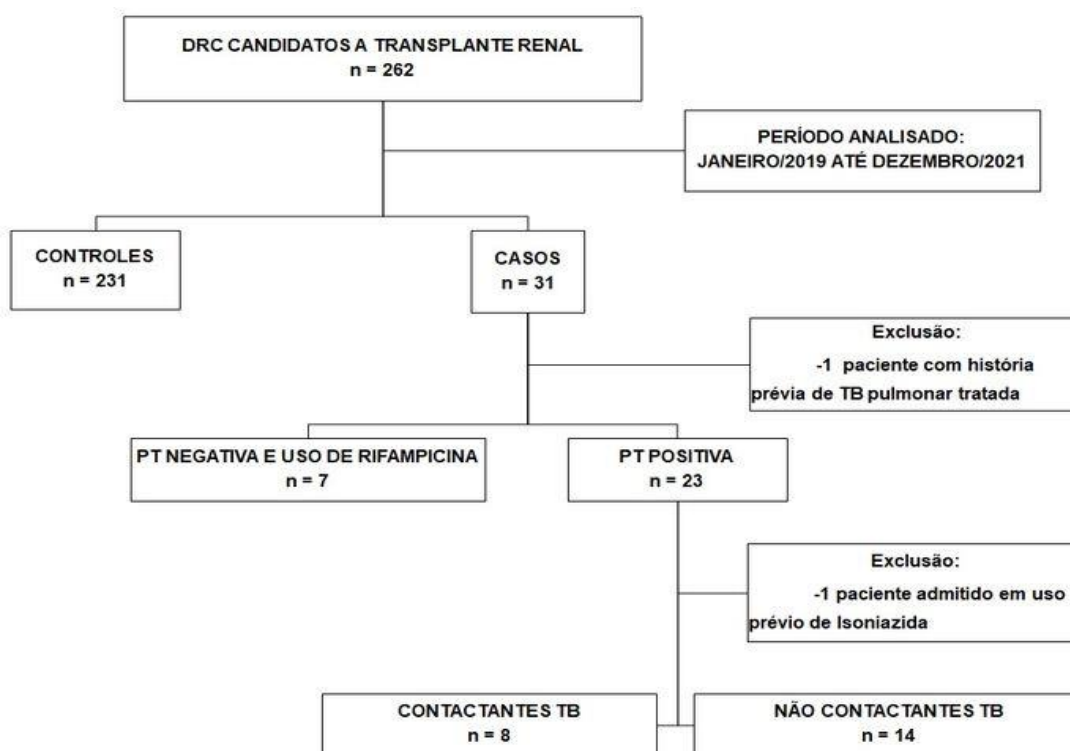 DRC CANDIDATOS A TRANSPLANTE RENAL
n = 262
PERÍODO ANALISADO:
JANEIRO/2019 ATÉ DEZEMBRO/2021
CONTROLES
n = 231
CASOS
n = 31
Exclusão:
-1 paciente com história
prévia de TB pulmonar tratada
PT NEGATIVA E USO DE RIFAMPICINA
n = 7
PT POSITIVA
n = 23
Exclusão:
-1 paciente admitido em uso
prévio de Isoniazida
CONTACTANTES TB
n = 8
NÃO CONTACTANTES TB
n = 14